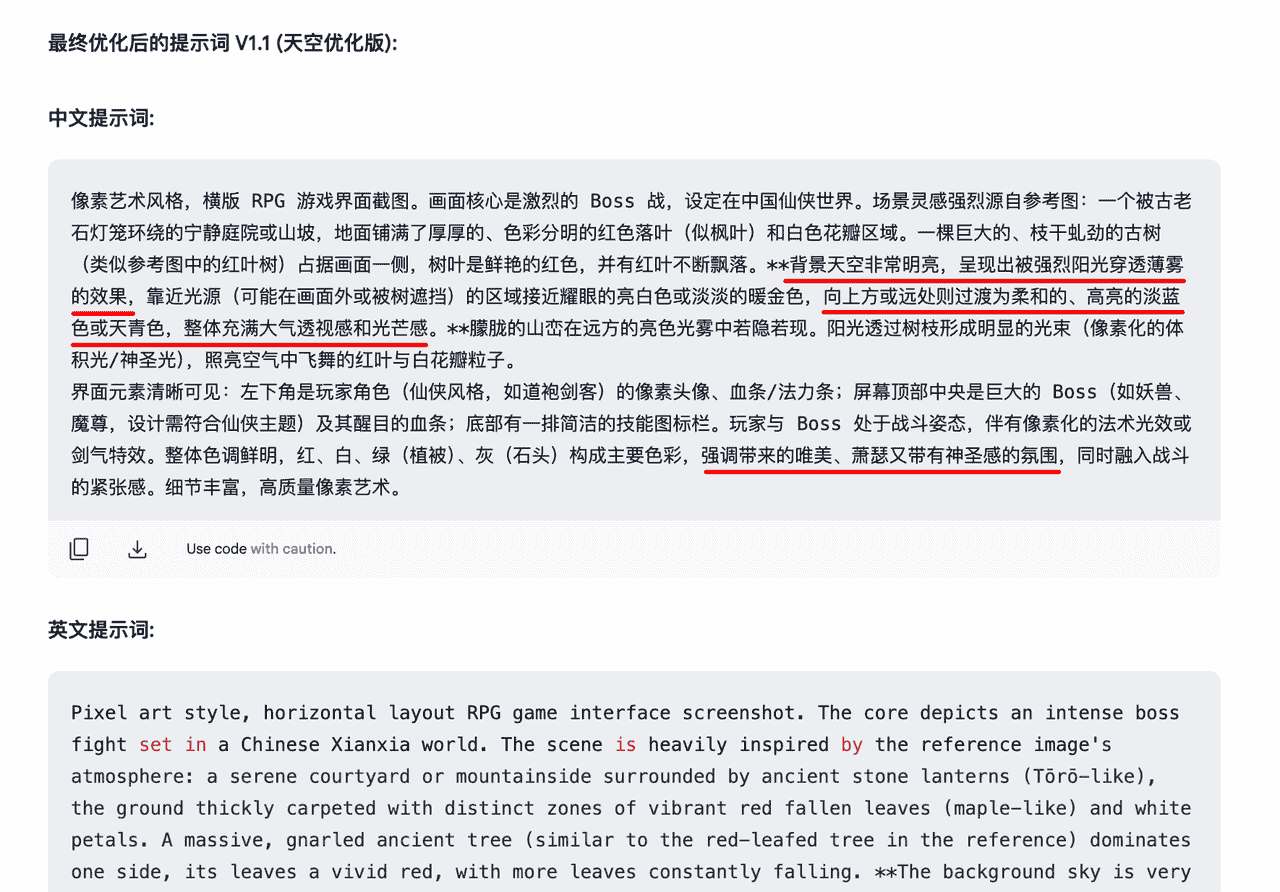 最终优化后的提示词 V1.1 (天空优化版):
中文提示词:
像素艺术风格，横版 RPG 游戏界面截图。画面核心是激烈的 Boss 战，设定在中国仙侠世界。场景灵感强烈源自参考图：一个被古老
石灯笼环绕的宁静庭院或山坡，地面铺满了厚厚的、色彩分明的红色落叶（似枫叶）和白色花瓣区域。一棵巨大的、枝干虬劲的古树
（类似参考图中的红叶树）占据画面一侧，树叶是鲜艳的红色，并有红叶不断飘落。**背景天空非常明亮，呈现出被强烈阳光穿透薄雾
的效果，靠近光源（可能在画面外或被树遮挡）的区域接近耀眼的亮白色或淡淡的暖金色，向上方或远处则过渡为柔和的、高亮的淡蓝
色或天青色，整体充满大气透视感和光芒感。**朦胧的山峦在远方的亮色光雾中若隐若现。阳光透过树枝形成明显的光束（像素化的体
积光/神圣光），照亮空气中飞舞的红叶与白花瓣粒子。
界面元素清晰可见：左下角是玩家角色（仙侠风格，如道袍剑客）的像素头像、血条/法力条；屏幕顶部中央是巨大的 Boss（如妖兽、
魔尊，设计需符合仙侠主题）及其醒目的血条；底部有一排简洁的技能图标栏。玩家与 Boss 处于战斗姿态，伴有像素化的法术光效或
剑气特效。整体色调鲜明，红、白、绿（植被）、灰（石头）构成主要色彩，强调带来的唯美、萧瑟又带有神圣感的氛围，同时融入战斗
的紧张感。细节丰富，高质量像素艺术。
Use code with caution.
英文提示词:
Pixel art style, horizontal layout RPG game interface screenshot. The core depicts an intense boss
fight set in a Chinese Xianxia world. The scene is heavily inspired by the reference image's
atmosphere: a serene courtyard or mountainside surrounded by ancient stone lanterns (Tōrō-like),
the ground thickly carpeted with distinct zones of vibrant red fallen leaves (maple-like) and white
petals. A massive, gnarled ancient tree (similar to the red-leafed tree in the reference) dominates
one side, its leaves a vivid red, with more leaves constantly falling. **The background sky is very